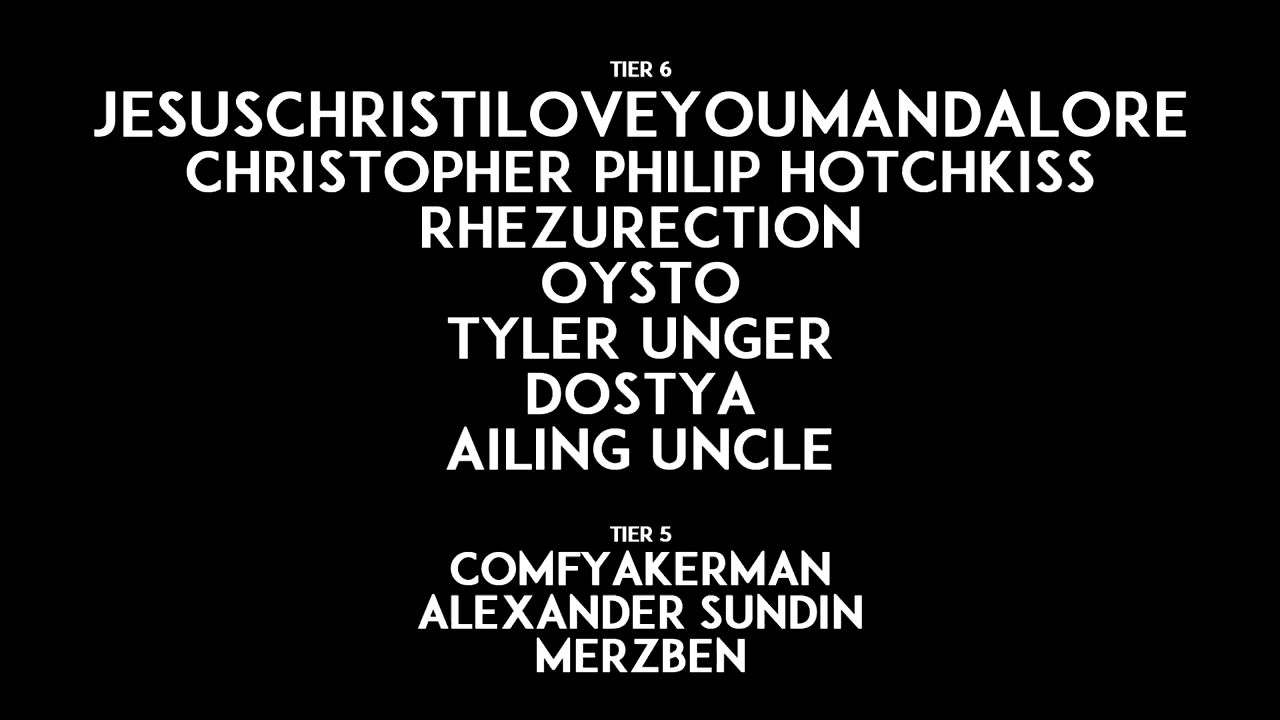 TIER 6
JESUSCHRISTILOVEYOUMANDALORE
CHRISTOPHER PHILIP HOTCHKISS
RHEZURECTION
OYSTO
TYLER UNGER
DOSTYA
AILING UNCLE
TIER 5
COMFYAKERMAN
ALEXANDER SUNDIN
MERZBEN